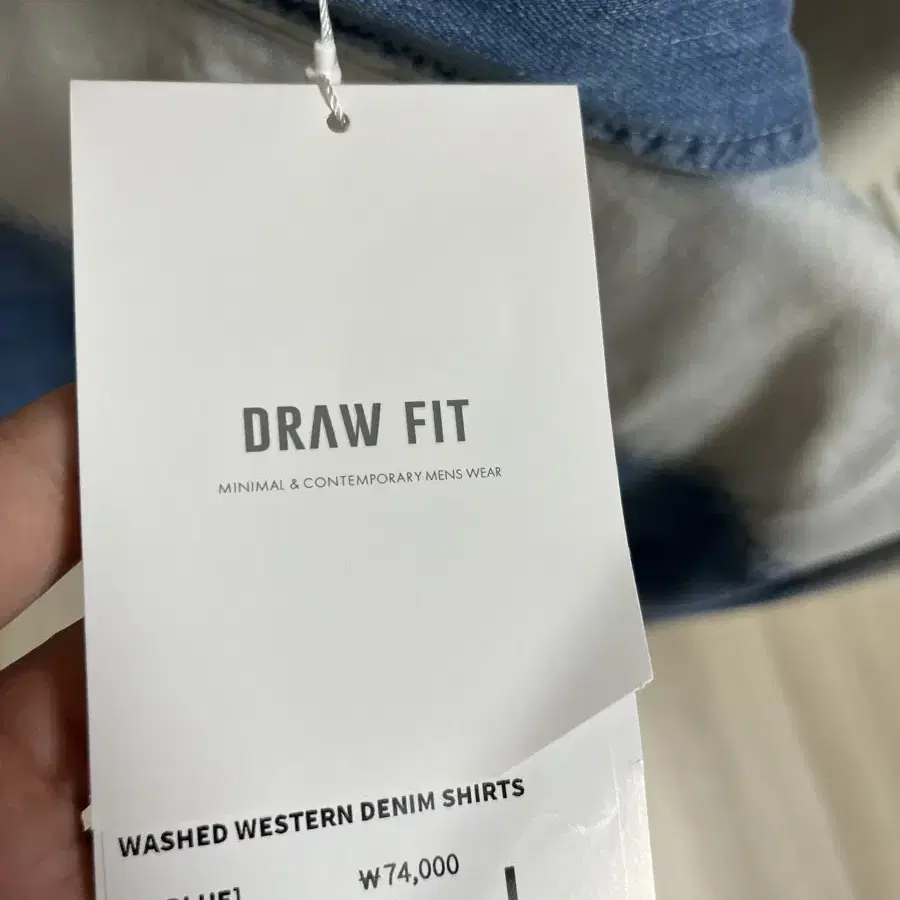 DRAW FIT
MINIMAL & CONTEMPORARY MENS WEAR
WASHED WESTERN DENIM SHIRTS
₩74,000